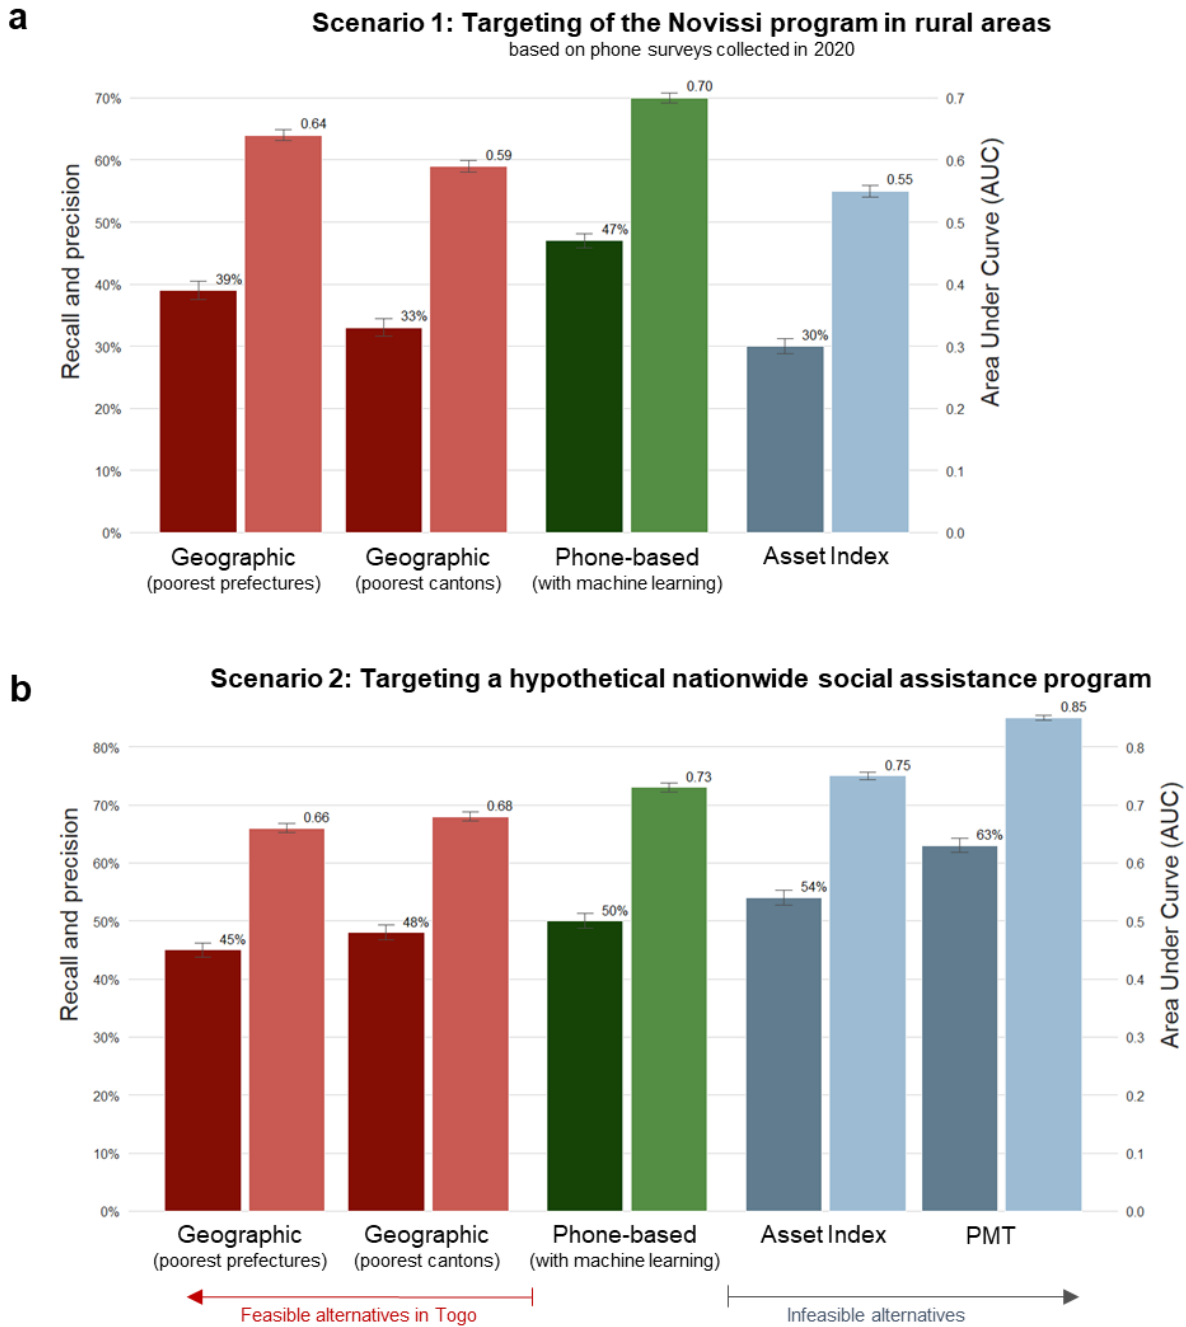 a
Scenario 1: Targeting of the Novissi program in rural areas
based on phone surveys collected in 2020
Recall and precision
70%
60%
50%
40%
30%
20%
10%
0%
39%
0.64
33%
0.59
47%
0.70
30%
0.55
0.7
0.6
0.5
0.4
0.3
0.2
0.1
0.0
Area Under Curve (AUC)
Geographic
(poorest prefectures)
Geographic
(poorest cantons)
Phone-based
(with machine learning)
Asset Index
b
Scenario 2: Targeting a hypothetical nationwide social assistance program
Recall and precision
80%
70%
60%
50%
40%
30%
20%
10%
0%
45%
0.66
48%
0.68
50%
0.73
54%
0.75
63%
0.85
0.8
0.7
0.6
0.5
0.4
0.3
0.2
0.1
0.0
Area Under Curve (AUC)
Geographic
(poorest prefectures)
Geographic
(poorest cantons)
Phone-based
(with machine learning)
Asset Index
PMT
Feasible alternatives in Togo
Infeasible alternatives